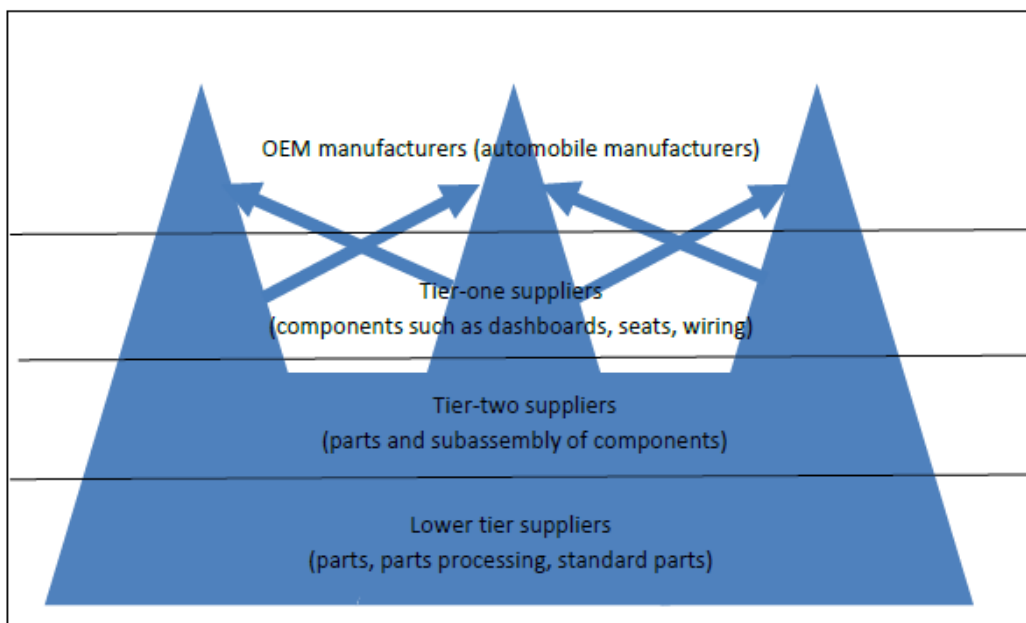 OEM manufacturers (automobile manufacturers)
Tier-one suppliers
(components such as dashboards, seats, wiring)
Tier-two suppliers
(parts and subassembly of components)
Lower tier suppliers
(parts, parts processing, standard parts)